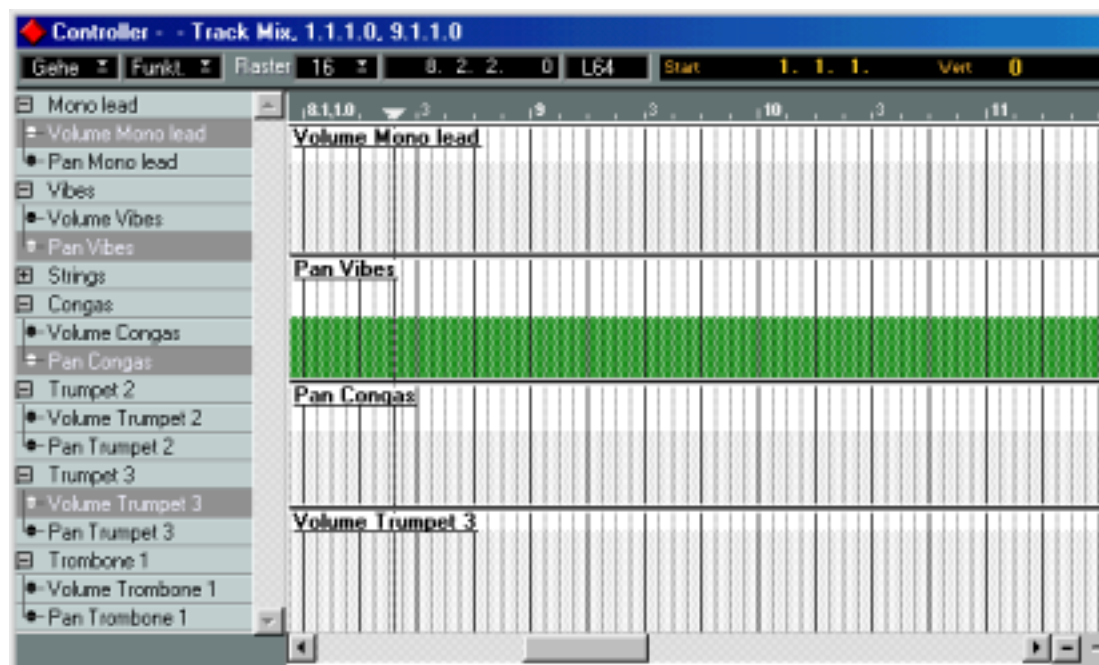 Controller - - Track Mix, 1.1.1.0, 9.1.1.0
Gehe Funkt. Raster 16 8. 2. 2. 0 L64 Start 1. 1. 1. Wert 0
8.1.1.0 3 9 3 10 3 11
Mono lead
Volume Mono lead
Pan Mono lead
Vibes
Volume Vibes
Pan Vibes
Strings
Congas
Volume Congas
Pan Congas
Trumpet 2
Volume Trumpet 2
Pan Trumpet 2
Trumpet 3
Volume Trumpet 3
Pan Trumpet 3
Trombone 1
Volume Trombone 1
Pan Trombone 1
Volume Mono lead
Pan Vibes
Pan Congas
Volume Trumpet 3